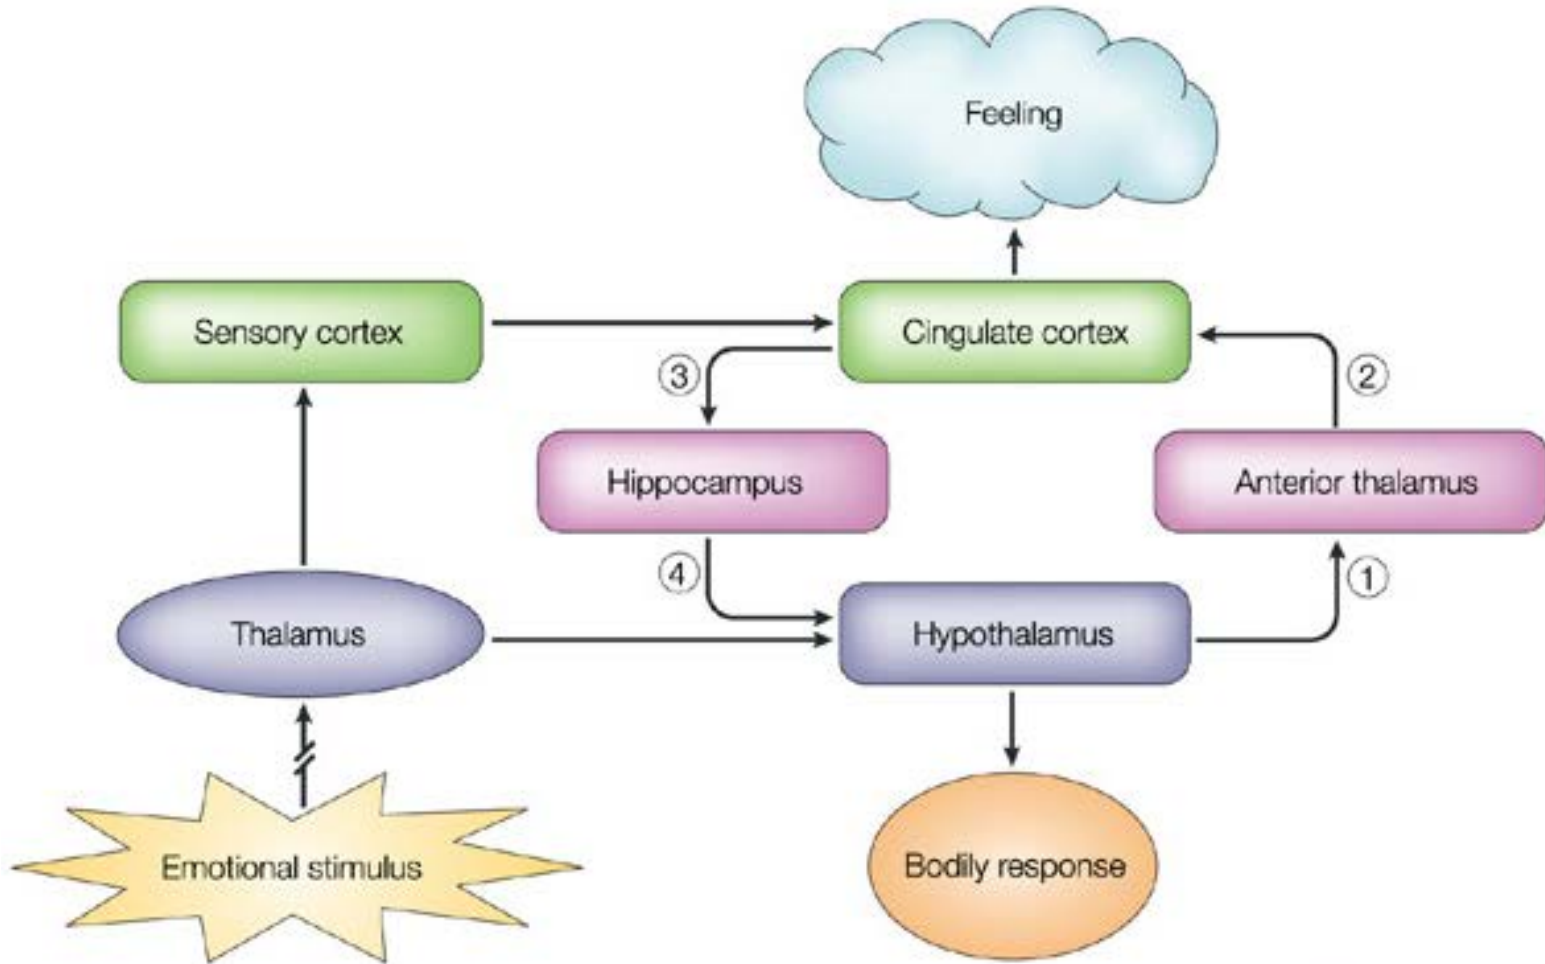 Feeling
Sensory cortex
Cingulate cortex
3
2
Hippocampus
Anterior thalamus
4
1
Thalamus
Hypothalamus
Emotional stimulus
Bodily response